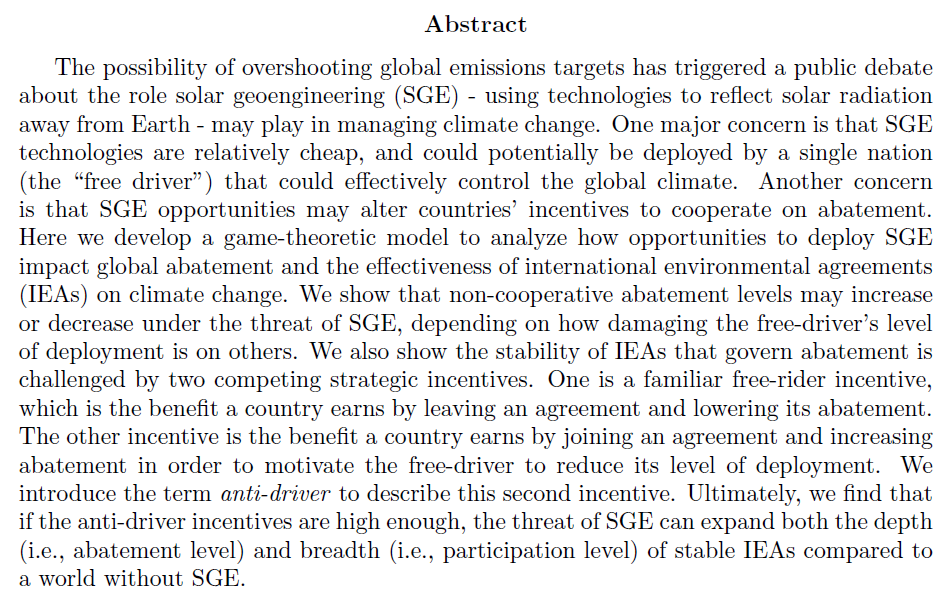 Abstract
The possibility of overshooting global emissions targets has triggered a public debate
about the role solar geoengineering (SGE) - using technologies to reflect solar radiation
away from Earth - may play in managing climate change. One major concern is that SGE
technologies are relatively cheap, and could potentially be deployed by a single nation
(the “free driver”) that could effectively control the global climate. Another concern
is that SGE opportunities may alter countries’ incentives to cooperate on abatement.
Here we develop a game-theoretic model to analyze how opportunities to deploy SGE
impact global abatement and the effectiveness of international environmental agreements
(IEAs) on climate change. We show that non-cooperative abatement levels may increase
or decrease under the threat of SGE, depending on how damaging the free-driver’s level
of deployment is on others. We also show the stability of IEAs that govern abatement is
challenged by two competing strategic incentives. One is a familiar free-rider incentive,
which is the benefit a country earns by leaving an agreement and lowering its abatement.
The other incentive is the benefit a country earns by joining an agreement and increasing
abatement in order to motivate the free-driver to reduce its level of deployment. We
introduce the term anti-driver to describe this second incentive. Ultimately, we find that
if the anti-driver incentives are high enough, the threat of SGE can expand both the depth
(i.e., abatement level) and breadth (i.e., participation level) of stable IEAs compared to
a world without SGE.